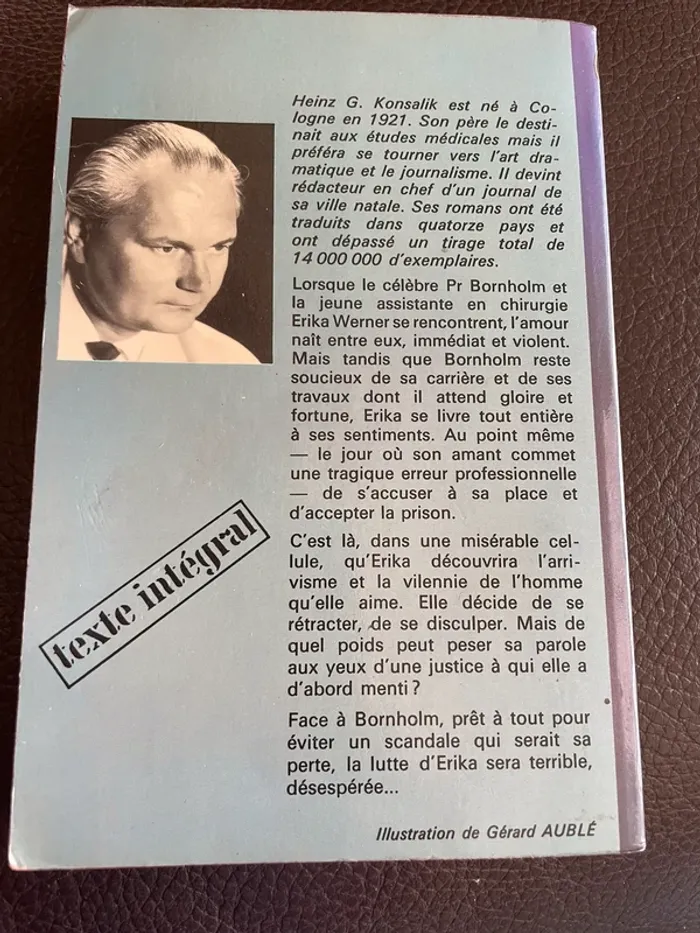 Heinz G. Konsalik est né à Co-
logne en 1921. Son père le desti-
nait aux études médicales mais il
préféra se tourner vers l'art dra-
matique et le journalisme. Il devint
rédacteur en chef d'un journal de
sa ville natale. Ses romans ont été
traduits dans quatorze pays et
ont dépassé un tirage total de
14 000 000 d'exemplaires.
Lorsque le célèbre Pr Bornholm et
la jeune assistante en chirurgie
Erika Werner se rencontrent, l'amour
naît entre eux, immédiat et violent.
Mais tandis que Bornholm reste
soucieux de sa carrière et de ses
travaux dont il attend gloire et
fortune, Erika se livre tout entière
à ses sentiments. Au point même
— le jour où son amant commet
une tragique erreur professionnelle
— de s'accuser à sa place et
d'accepter la prison.
C'est là, dans une misérable cel-
lule, qu'Erika découvrira l'arri-
visme et la vilennie de l'homme
qu'elle aime. Elle décide de se
rétracter, de se disculper. Mais de
quel poids peut peser sa parole
aux yeux d'une justice à qui elle a
d'abord menti ?
Face à Bornholm, prêt à tout pour
éviter un scandale qui serait sa
perte, la lutte d'Erika sera terrible,
désespérée...
texte intégral
Illustration de Gérard AUBLÉ